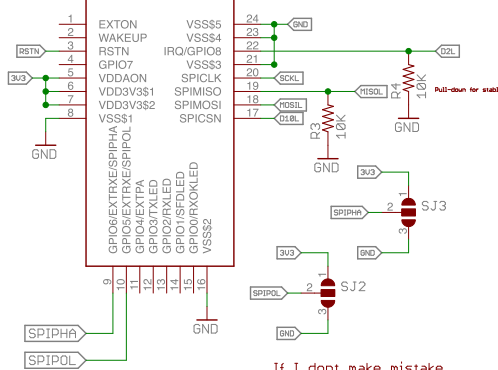 1 EXTON VSS$5 24 GND
2 WAKEUP VSS$4 23
RSTN 3 RSTN IRQ/GPIO8 22 D2L
4 GPIO7 VSS$3 21
3V3 5 VDDAON SPICLK 20 SCKL
6 VDD3V3$1 SPIMISO 19 MISOL
7 VDD3V3$2 SPIMOSI 18 MOSIL
8 VSS$1 SPICSN 17 D10L
R4 10K Pull-down for stabl
GND
R3 10K
GND
GND
GPIO6/EXTRXE/SPIPHA
GPIO5/EXTRXE/SPIPOL
GPIO4/EXTPA
GPIO3/TXLED
GPIO2/RXLED
GPIO1/SFDLED
GPIO0/RXOKLED
VSS$2
9 10 11 12 13 14 15 16
GND
SPIPHA
SPIPOL
3V3
1
SJ3
SPIPHA 2
3
GND
3V3
1
SJ2
SPIPOL 2
3
GND
If I dont make mistake